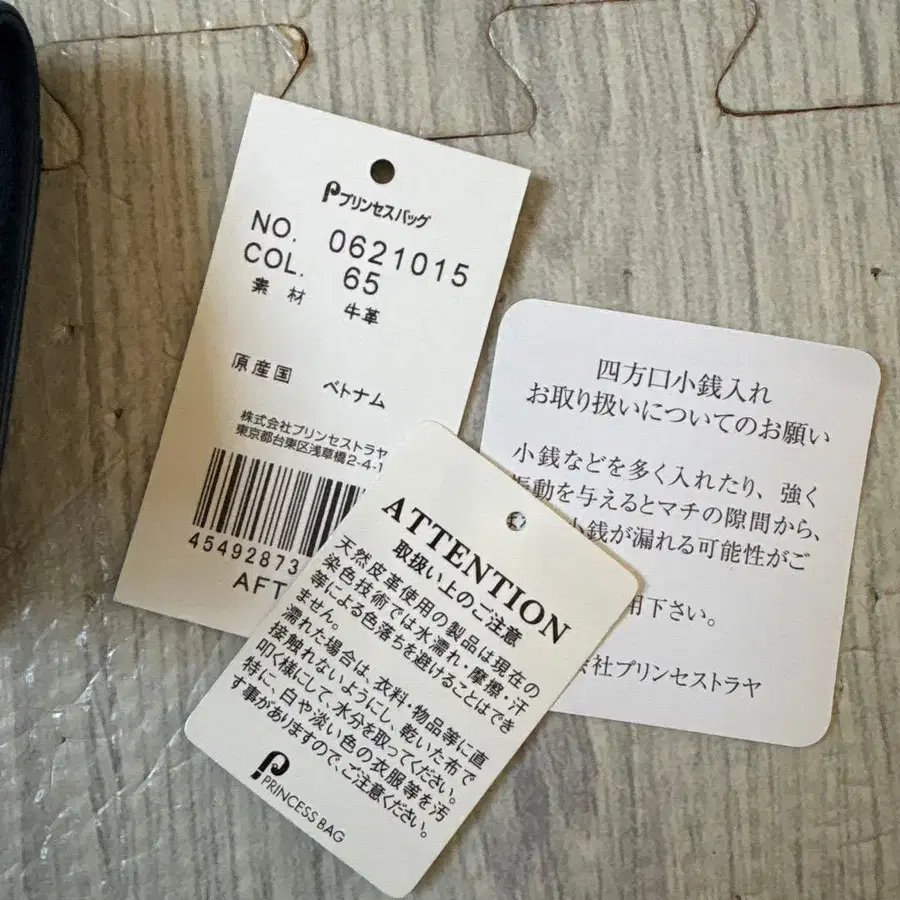 プリンセスバッグ
NO. 0621015
COL. 65
素材 牛革
原産国 ベトナム
株式会社プリンセストラヤ
東京都台東区浅草橋2-4-1
45492873
AFT
四方口小銭入れ
お取り扱いについてのお願い
小銭などを多く入れたり、強く
振動を与えるとマチの隙間から、
小銭が漏れる可能性がご
用下さい。
会社プリンセストラヤ
ATTENTION
取扱い上のご注意
天然皮革使用の製品は現在の
染色技術では水濡れ・摩擦・汗
等による色落ちを避けることはでき
ません。
濡れた場合は、衣料・物品等に直
接触れないようにし、乾いた布で
叩く様にして、水分を取ってください。
特に、白や淡い色の衣服等を汚
す事がありますので、ご注意ください。
PRINCESS BAG